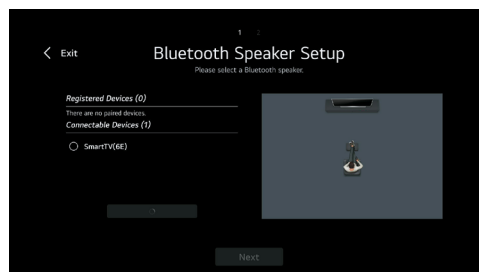 1 2
Exit
Bluetooth Speaker Setup
Please select a Bluetooth speaker.
Registered Devices (0)
There are no paired devices.
Connectable Devices (1)
SmartTV(6E)
Next